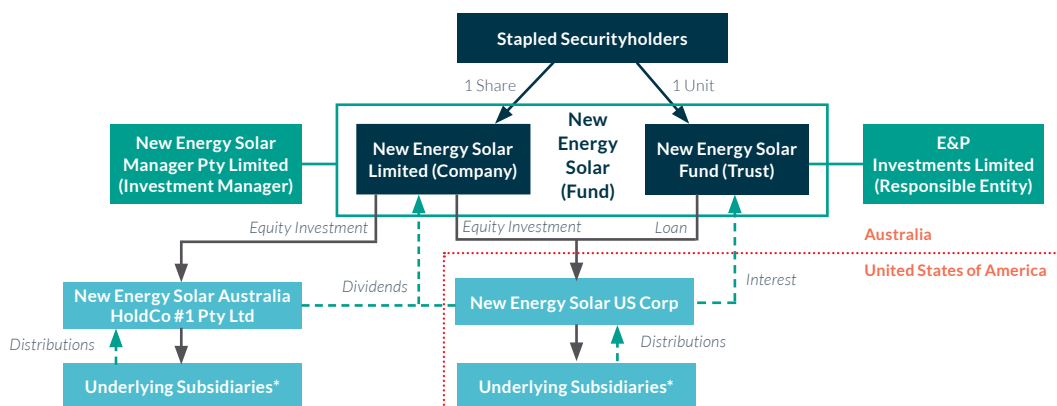 Stapled Securityholders
1 Share
1 Unit
New Energy Solar
Manager Pty Limited
(Investment Manager)
New Energy Solar
Limited (Company)
New
Energy
Solar
(Fund)
New Energy Solar
Fund (Trust)
E&P
Investments Limited
(Responsible Entity)
Equity Investment
Equity Investment
Loan
Australia
United States of America
New Energy Solar Australia
HoldCo #1 Pty Ltd
Dividends
New Energy Solar US Corp
Interest
Distributions
Distributions
Underlying Subsidiaries*
Underlying Subsidiaries*